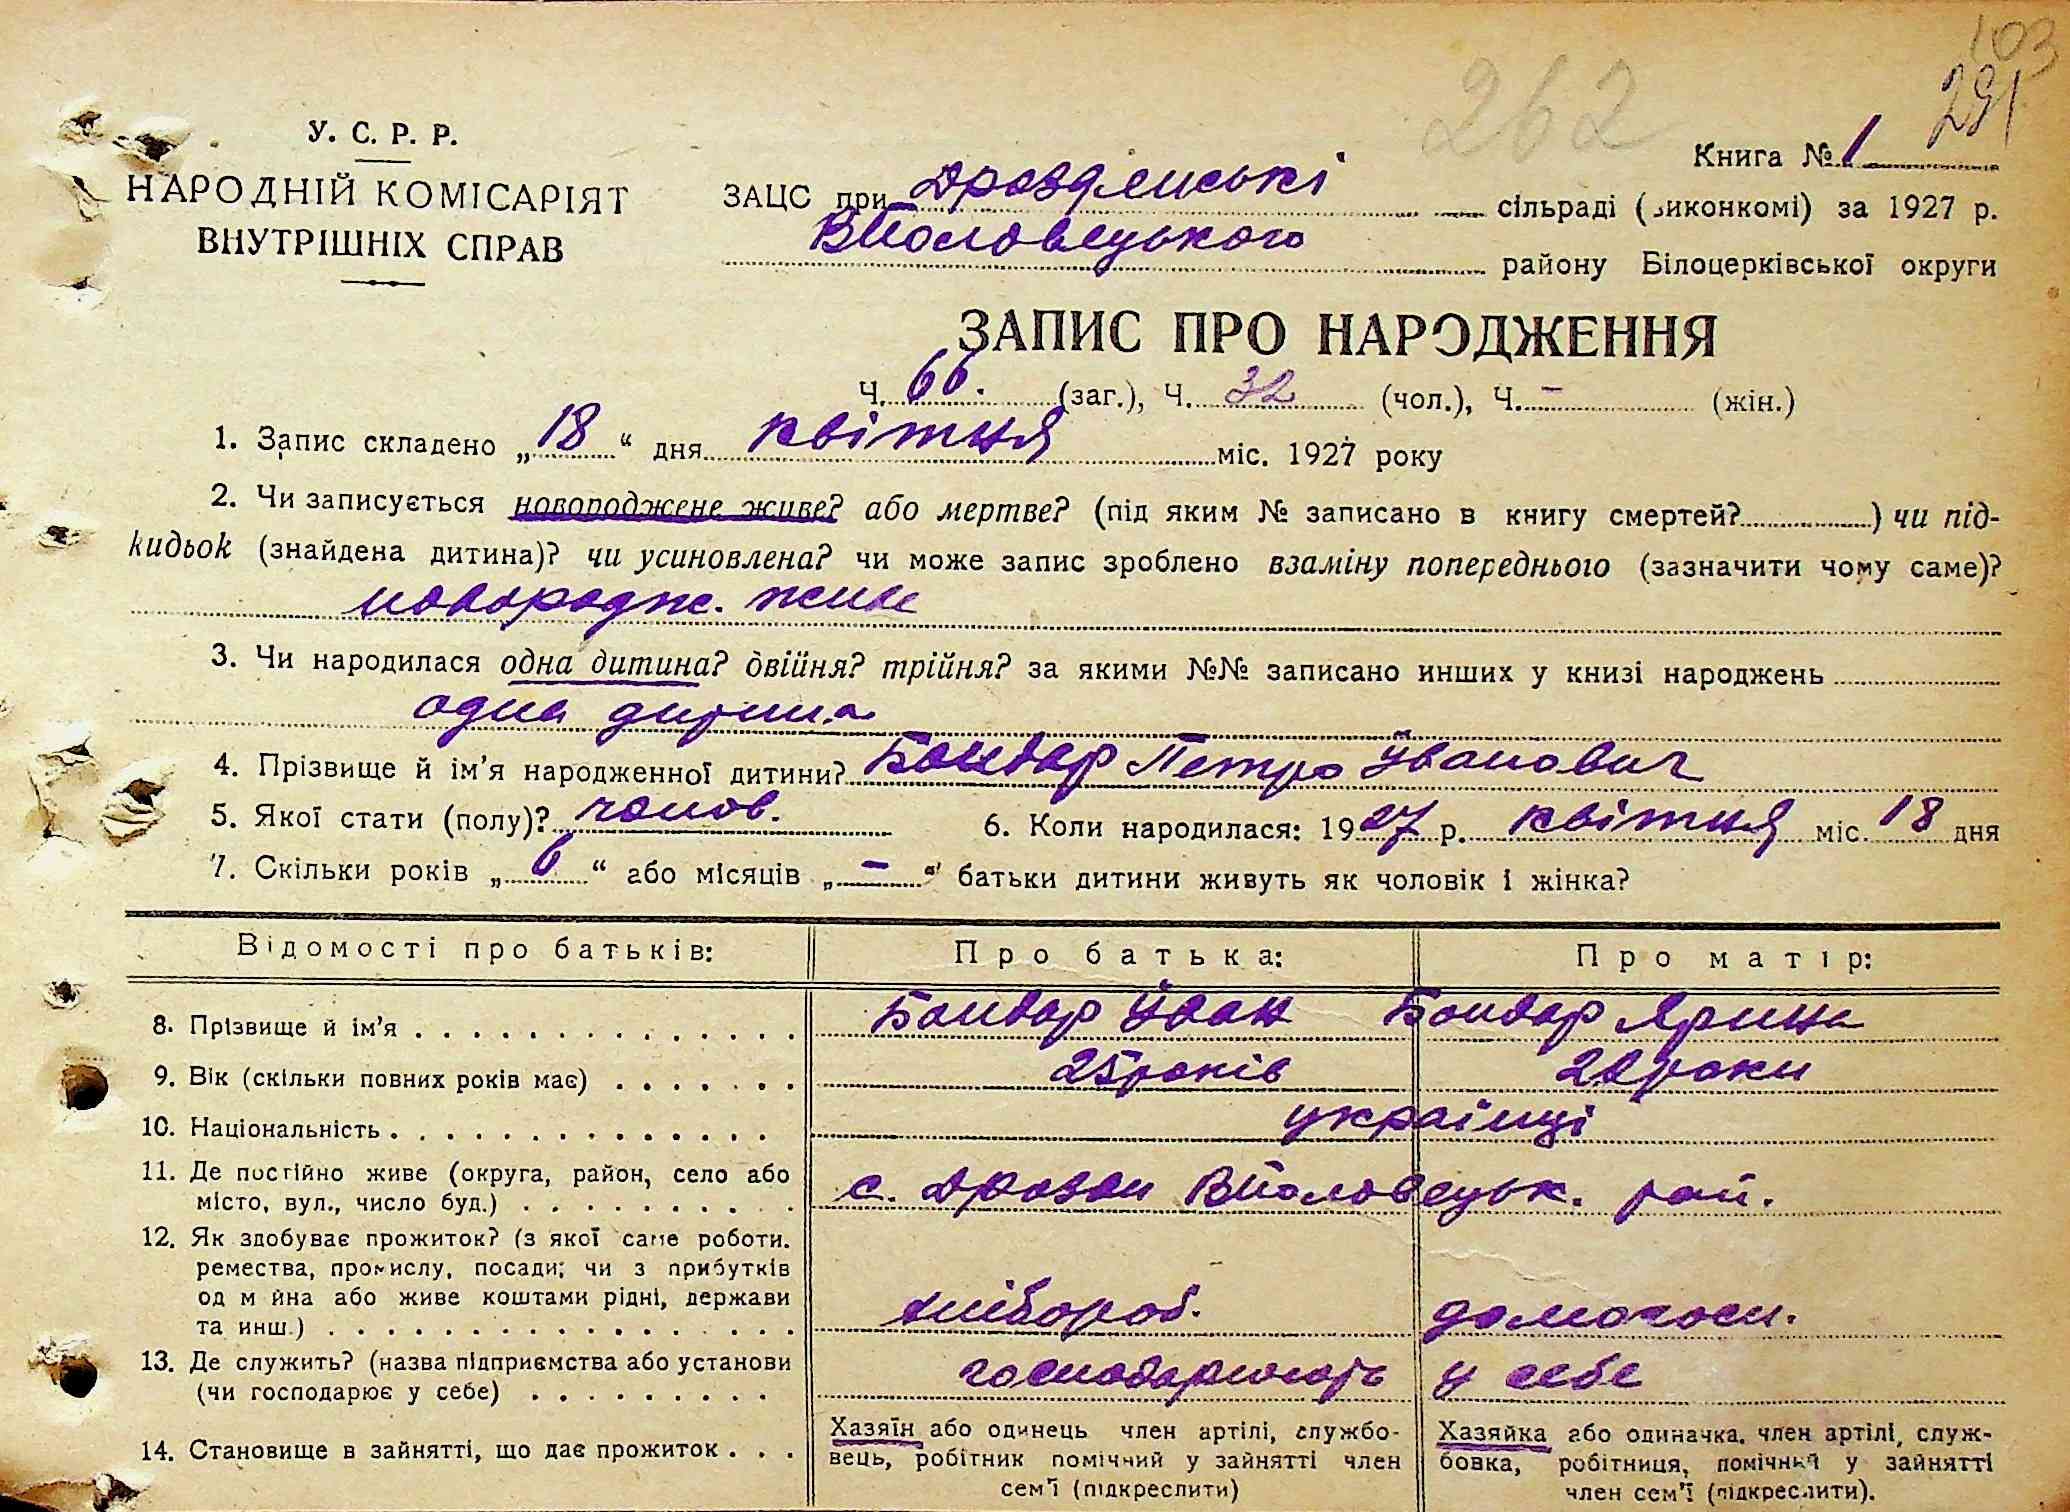 103
262
291
У. С. Р. Р.
НАРОДНІЙ КОМІСАРІЯТ
ВНУТРІШНІХ СПРАВ
Книга № 1
ЗАЦС при Дрозденські сільраді (виконкомі) за 1927 р.
району Білоцерківської округи
ЗАПИС ПРО НАРОДЖЕННЯ
Ч. 66. (заг.), Ч. 32 (чол.), Ч. - (жін.)
1. Запис складено „18“ дня квітня міс. 1927 року
2. Чи записується новороджене живе? або мертве? (під яким № записано в книгу смертей? ) чи під-
кидьок (знайдена дитина)? чи усиновлена? чи може запис зроблено взаміну попереднього (зазначити чому саме)?
новородж. живе
3. Чи народилася одна дитина? двійня? трійня? за якими №№ записано инших у книзі народжень
одна дитина
4. Прізвище й ім’я народженної дитини? Бондар Петро Іванович
5. Якої стати (полу)? чолов. 6. Коли народилася: 1927 р. квітня міс. 18 дня
7. Скільки років „6“ або місяців „-“ батьки дитини живуть як чоловік і жінка?
Відомості про батьків: Про батька: Про матір:
8. Прізвище й ім’я . . . . . . . . . . . . . . Бондар Іван Бондар Ярина
9. Вік (скільки повних років має) . . . . . . . 25 років 22 роки
10. Національність . . . . . . . . . . . . . . українці
11. Де постійно живе (округа, район, село або
місто, вул., число буд.) . . . . . . . . . . с. Дрозди рай.
12. Як здобуває прожиток? (з якої саме роботи.
ремества, промислу, посади; чи з прибутків
од майна або живе коштами рідні, держави
та инш.) . . . . . . . . . . . . . . . . . хлібороб. домогосп.
13. Де служить? (назва підприємства або установи
(чи господарює у себе) . . . . . . . . . господарюють у себе
14. Становище в зайнятті, що дає прожиток . . .
Хазяїн або одинець член артілі, службо-
вець, робітник помічний у зайнятті член
сем’ї (підкреслити)
Хазяйка або одиначка, член артілі, служ-
бовка, робітниця, помічний у зайнятті
член сем’ї (підкреслити).